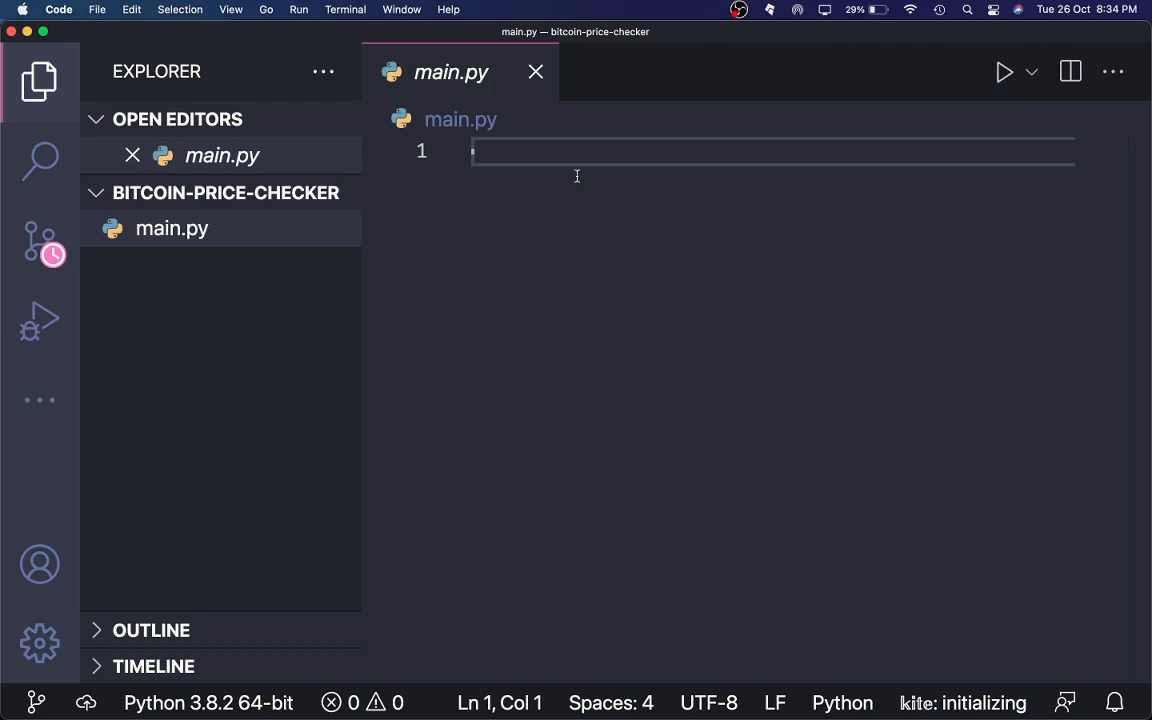 Code File Edit Selection View Go Run Terminal Window Help 29% Tue 26 Oct 8:34 PM
main.py — bitcoin-price-checker
EXPLORER
main.py
OPEN EDITORS
main.py
main.py
1
BITCOIN-PRICE-CHECKER
main.py
OUTLINE
TIMELINE
Python 3.8.2 64-bit 0 0 Ln 1, Col 1 Spaces: 4 UTF-8 LF Python kite: initializing